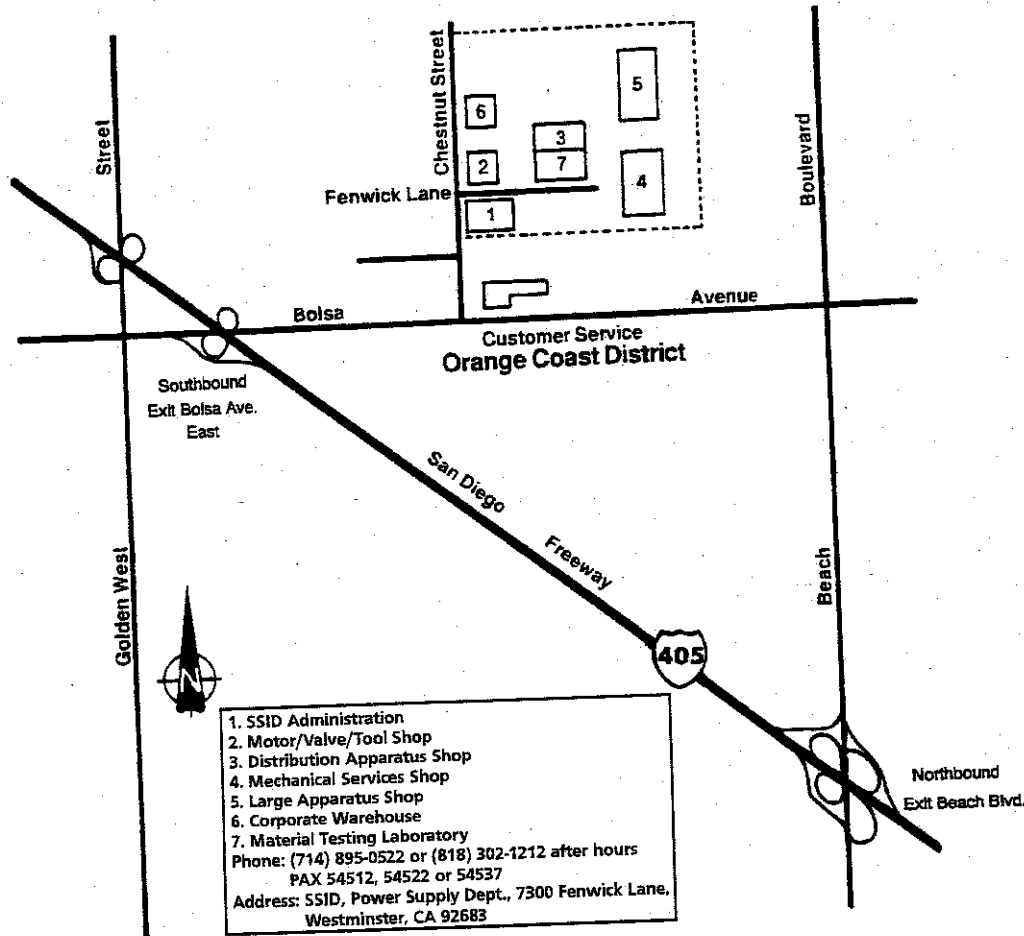 Street
Chestnut Street
Boulevard
5
6
3
2
7
4
Fenwick Lane
1
Bolsa
Avenue
Customer Service
Orange Coast District
Southbound
Exit Bolsa Ave.
East
San Diego
Freeway
Golden West
Beach
405
N
Northbound
Exit Beach Blvd.
1. SSID Administration
2. Motor/Valve/Tool Shop
3. Distribution Apparatus Shop
4. Mechanical Services Shop
5. Large Apparatus Shop
6. Corporate Warehouse
7. Material Testing Laboratory
Phone: (714) 895-0522 or (818) 302-1212 after hours
PAX 54512, 54522 or 54537
Address: SSID, Power Supply Dept., 7300 Fenwick Lane,
Westminster, CA 92683